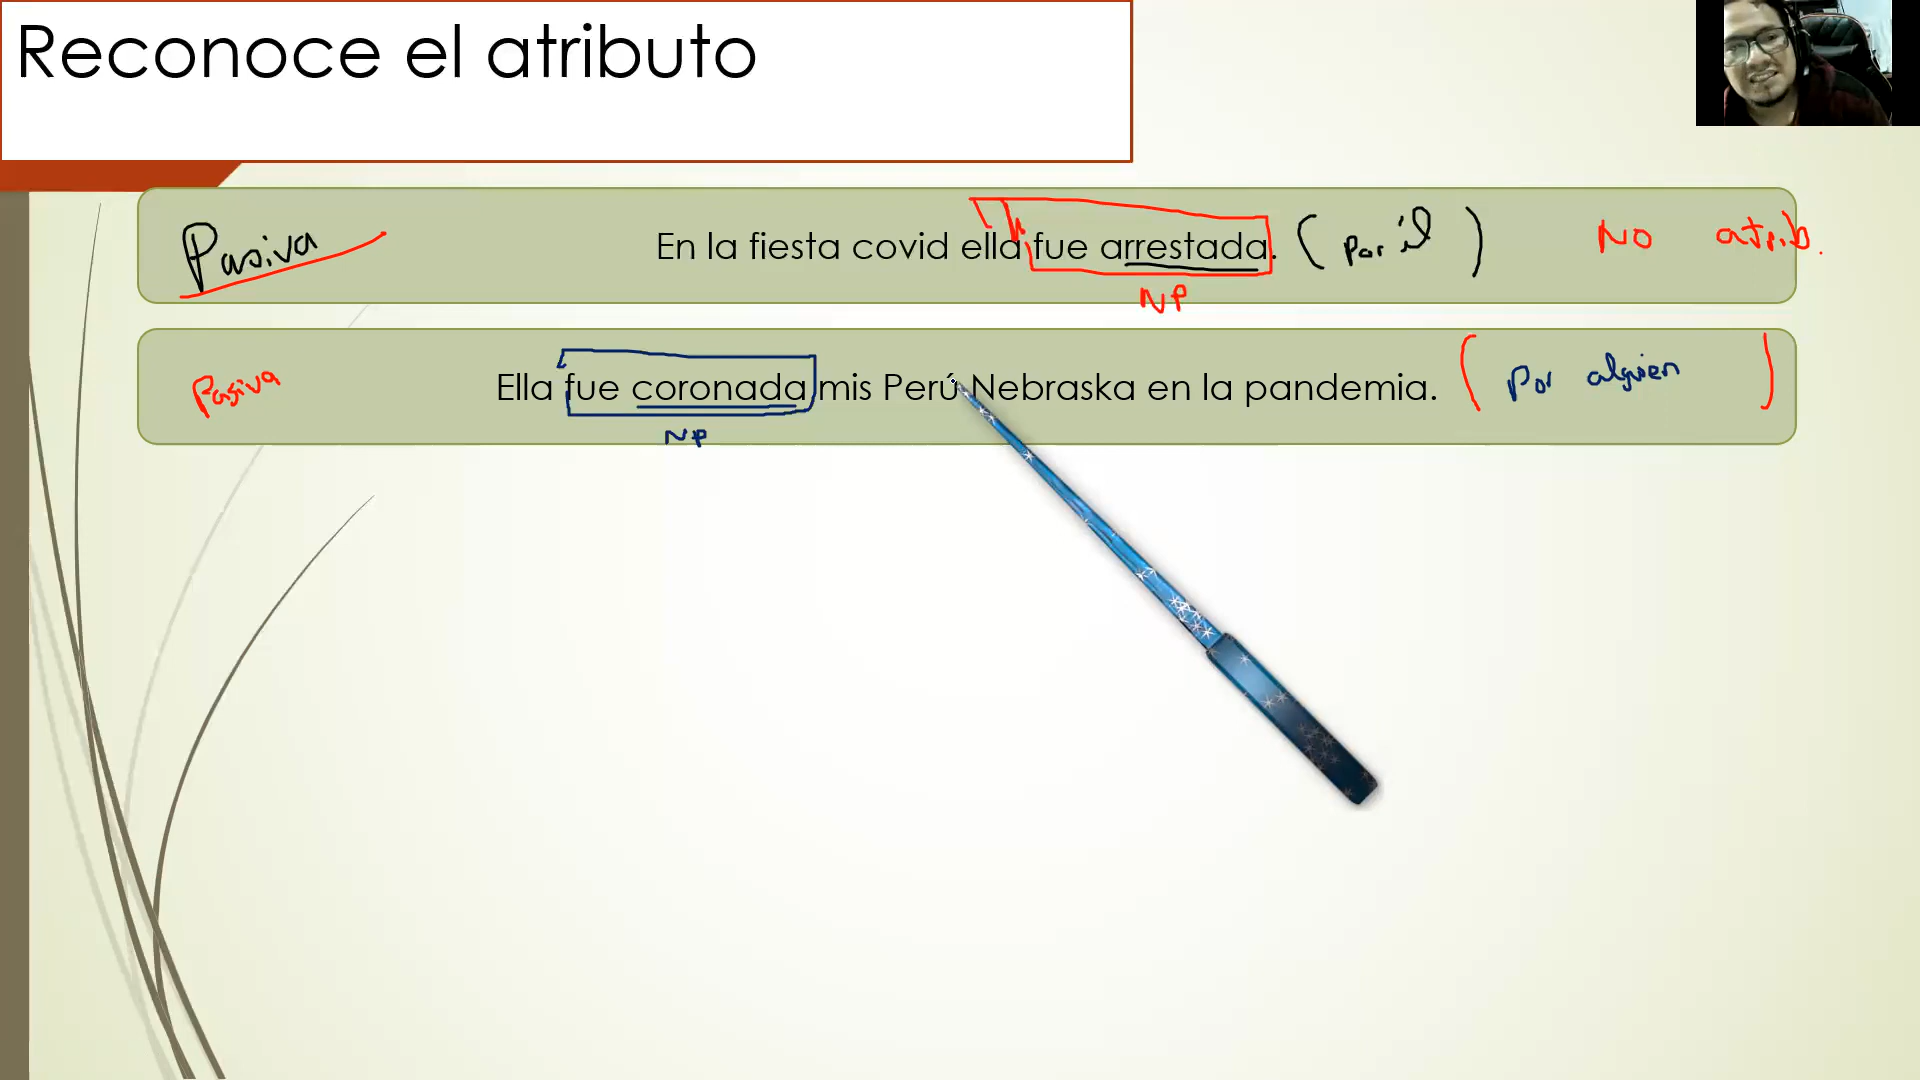 Reconoce el atributo
Pasiva En la fiesta covid ella fue arrestada. (por él) NO atrib.
NP
Pasiva Ella fue coronada mis Perú Nebraska en la pandemia. (Por alguien)
NP